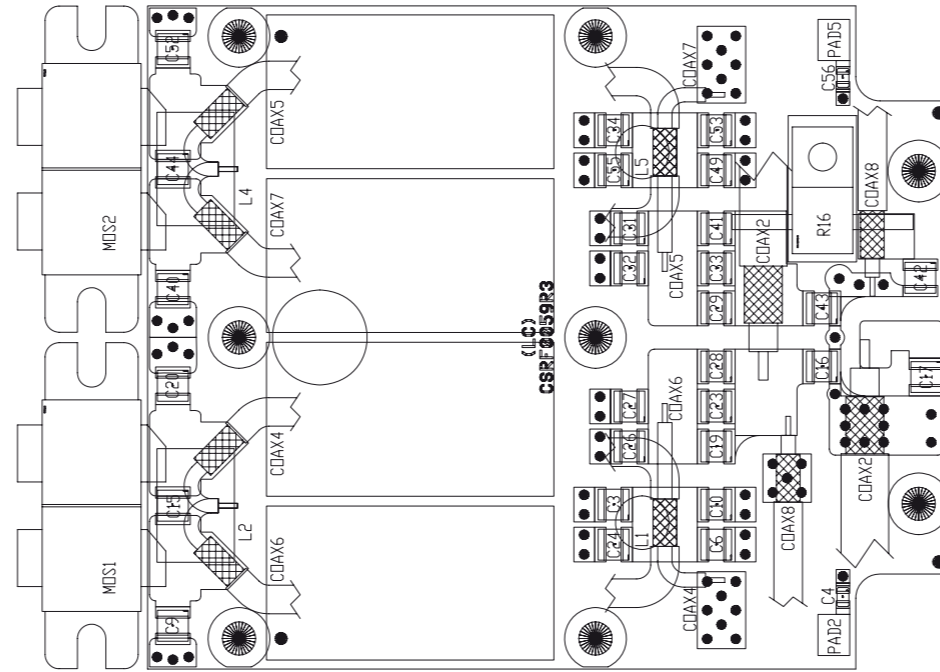 C52
COAX5
COAX7
PAD5
C56
C34
C53
C55
L5
C49
C44
L4
COAX7
MOS2
C31
C41
COAX2
R16
COAX8
C32
COAX5
C33
C40
C29
C43
C42
(LC)
CSRF0059R3
C20
C28
C16
C17
C27
COAX6
C23
COAX4
C26
C19
COAX2
C15
L2
C3
C10
COAX8
MOS1
COAX6
C24
L1
C6
C9
COAX4
C4
PAD2